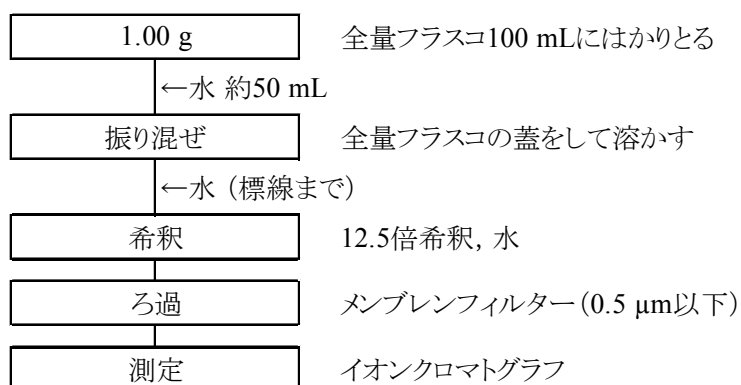 1.00 g 全量フラスコ100 mLにはかりとる
←水 約50 mL
振り混ぜ 全量フラスコの蓋をして溶かす
←水（標線まで）
希釈 12.5倍希釈, 水
ろ過 メンブレンフィルター（0.5 µm以下）
測定 イオンクロマトグラフ